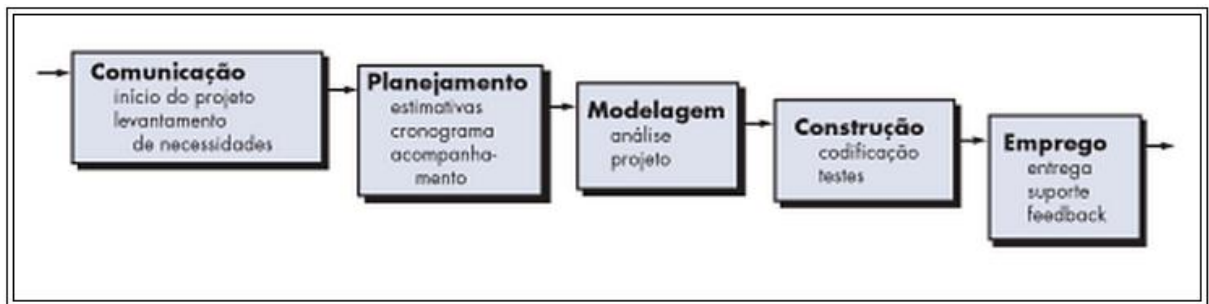 Comunicação
início do projeto
levantamento
de necessidades
Planejamento
estimativas
cronograma
acompanha-
mento
Modelagem
análise
projeto
Construção
codificação
testes
Emprego
entrega
suporte
feedback